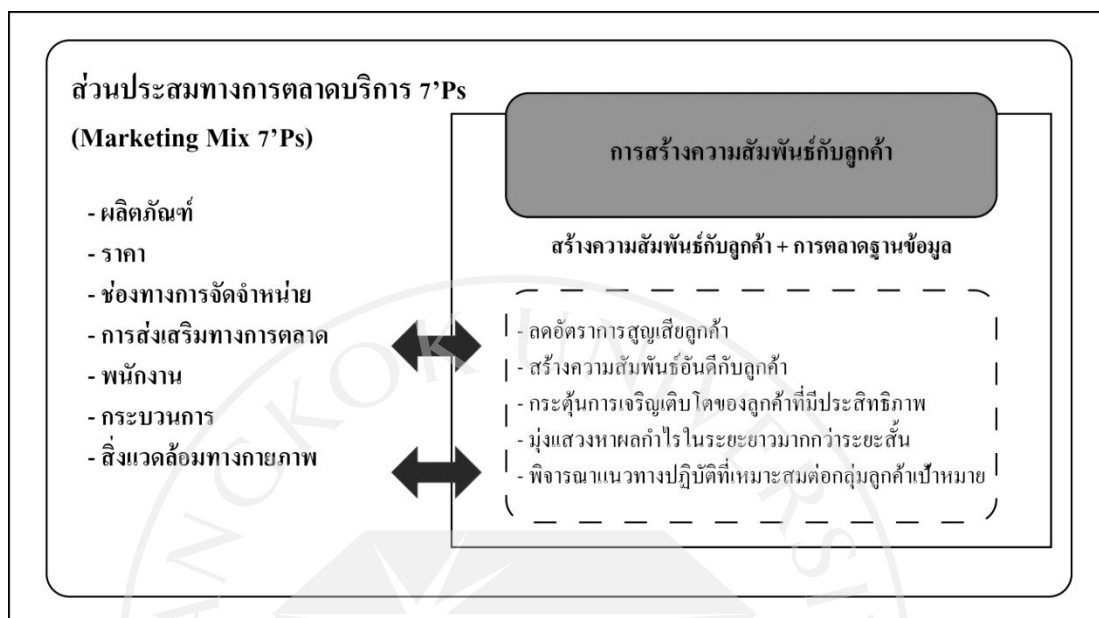 ส่วนประสมทางการตลาดบริการ 7’Ps
(Marketing Mix 7’Ps)
- ผลิตภัณฑ์
- ราคา
- ช่องทางการจัดจำหน่าย
- การส่งเสริมทางการตลาด
- พนักงาน
- กระบวนการ
- สิ่งแวดล้อมทางกายภาพ
การสร้างความสัมพันธ์กับลูกค้า
สร้างความสัมพันธ์กับลูกค้า + การตลาดฐานข้อมูล
- ลดอัตราการสูญเสียลูกค้า
- สร้างความสัมพันธ์อันดีกับลูกค้า
- กระตุ้นการเจริญเติบโตของลูกค้าที่มีประสิทธิภาพ
- มุ่งแสวงหาผลกำไรในระยะยาวมากกว่าระยะสั้น
- พิจารณาแนวทางปฏิบัติที่เหมาะสมต่อกลุ่มลูกค้าเป้าหมาย
ANGKOK UNIVERSI